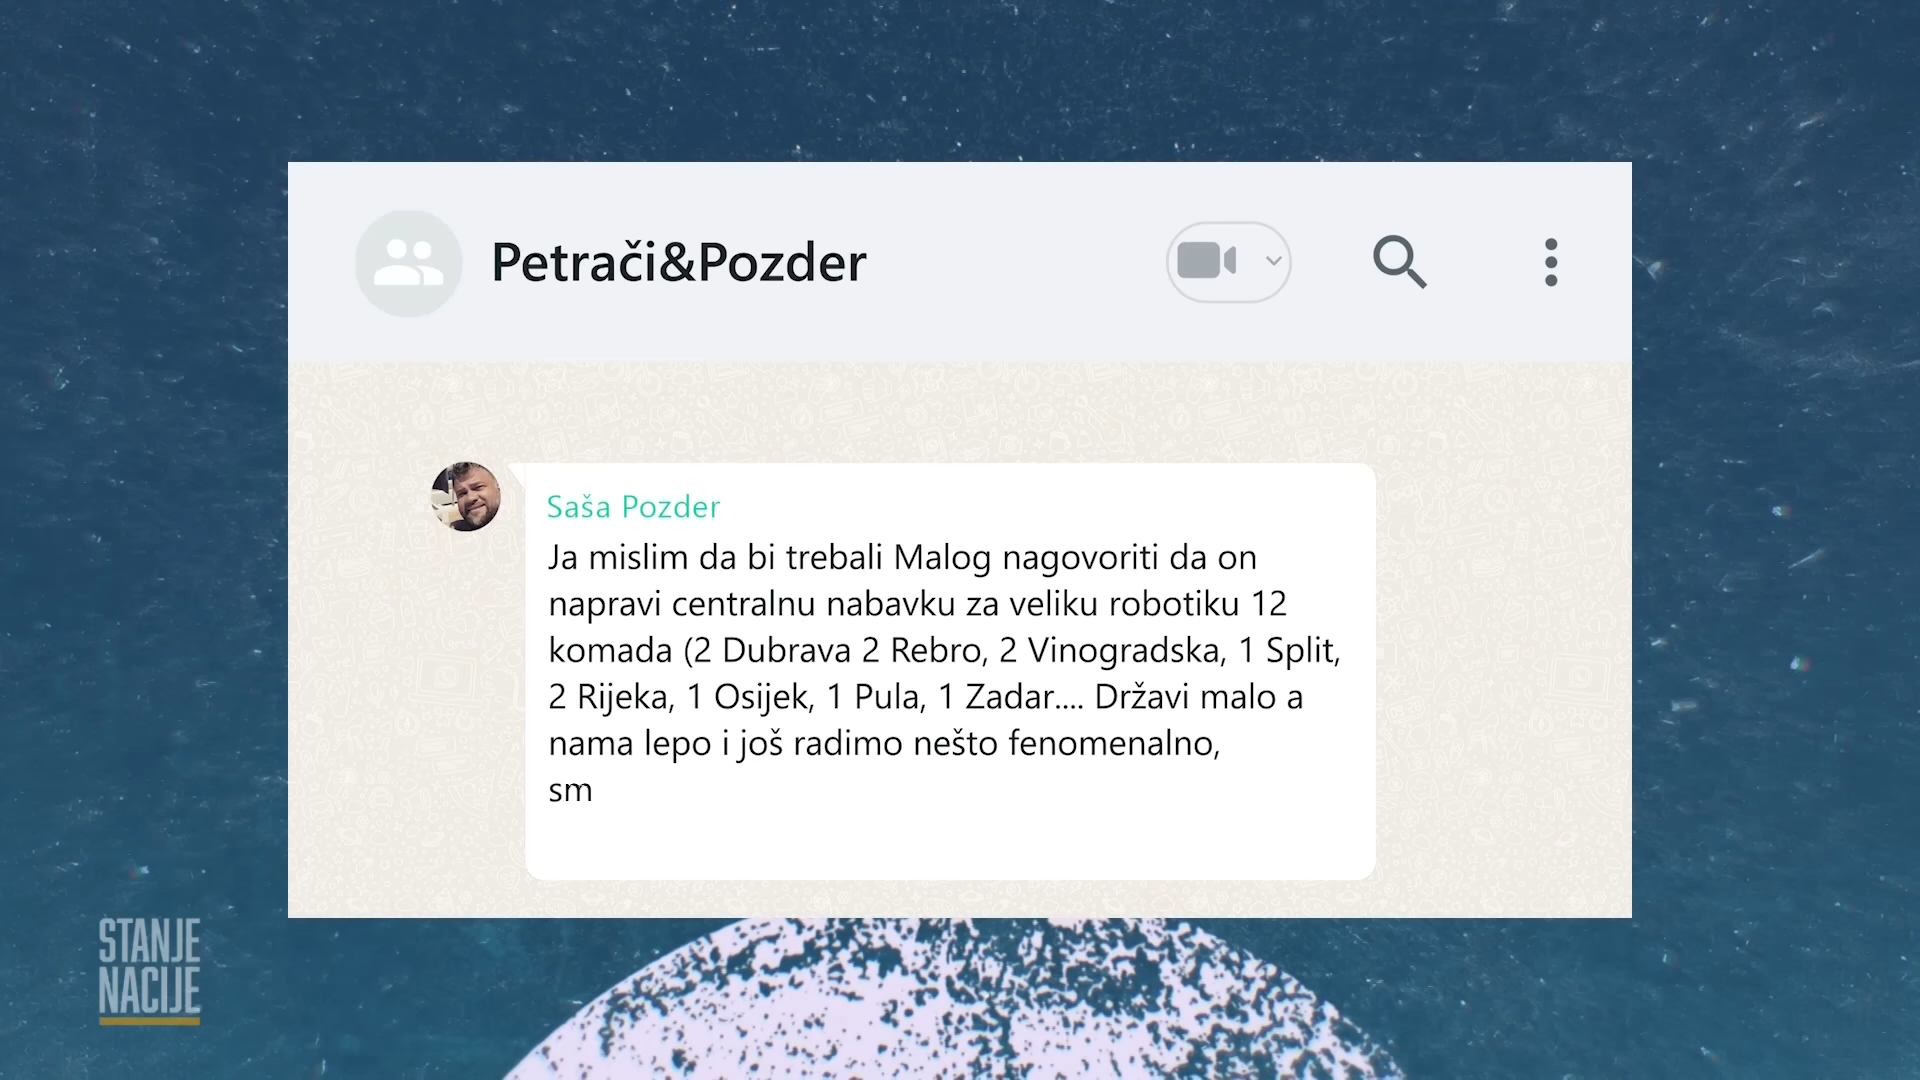 Petrači&Pozder
Saša Pozder
Ja mislim da bi trebali Malog nagovoriti da on
napravi centralnu nabavku za veliku robotiku 12
komada (2 Dubrava 2 Rebro, 2 Vinogradska, 1 Split,
2 Rijeka, 1 Osijek, 1 Pula, 1 Zadar.... Državi malo a
nama lepo i još radimo nešto fenomenalno,
sm
STANJE
NACIJE